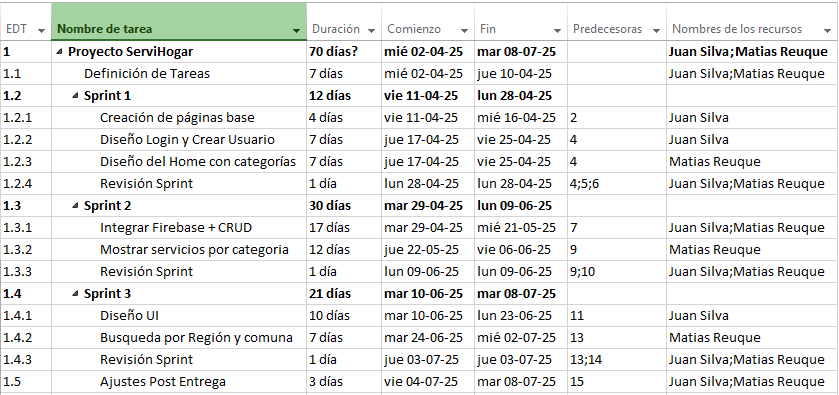 EDT Nombre de tarea Duración Comienzo Fin Predecesoras Nombres de los recursos
1 Proyecto ServiHogar 70 días? mié 02-04-25 mar 08-07-25 Juan Silva;Matias Reuque
1.1 Definición de Tareas 7 días mié 02-04-25 jue 10-04-25 Juan Silva;Matias Reuque
1.2 Sprint 1 12 días vie 11-04-25 lun 28-04-25
1.2.1 Creación de páginas base 4 días vie 11-04-25 mié 16-04-25 2 Juan Silva
1.2.2 Diseño Login y Crear Usuario 7 días jue 17-04-25 vie 25-04-25 4 Juan Silva
1.2.3 Diseño del Home con categorías 7 días jue 17-04-25 vie 25-04-25 4 Matias Reuque
1.2.4 Revisión Sprint 1 día lun 28-04-25 lun 28-04-25 4;5;6 Juan Silva;Matias Reuque
1.3 Sprint 2 30 días mar 29-04-25 lun 09-06-25
1.3.1 Integrar Firebase + CRUD 17 días mar 29-04-25 mié 21-05-25 7 Juan Silva;Matias Reuque
1.3.2 Mostrar servicios por categoria 12 días jue 22-05-25 vie 06-06-25 9 Matias Reuque
1.3.3 Revisión Sprint 1 día lun 09-06-25 lun 09-06-25 9;10 Juan Silva;Matias Reuque
1.4 Sprint 3 21 días mar 10-06-25 mar 08-07-25
1.4.1 Diseño UI 10 días mar 10-06-25 lun 23-06-25 11 Juan Silva
1.4.2 Busqueda por Región y comuna 7 días mar 24-06-25 mié 02-07-25 13 Matias Reuque
1.4.3 Revisión Sprint 1 día jue 03-07-25 jue 03-07-25 13;14 Juan Silva;Matias Reuque
1.5 Ajustes Post Entrega 3 días vie 04-07-25 mar 08-07-25 15 Juan Silva;Matias Reuque